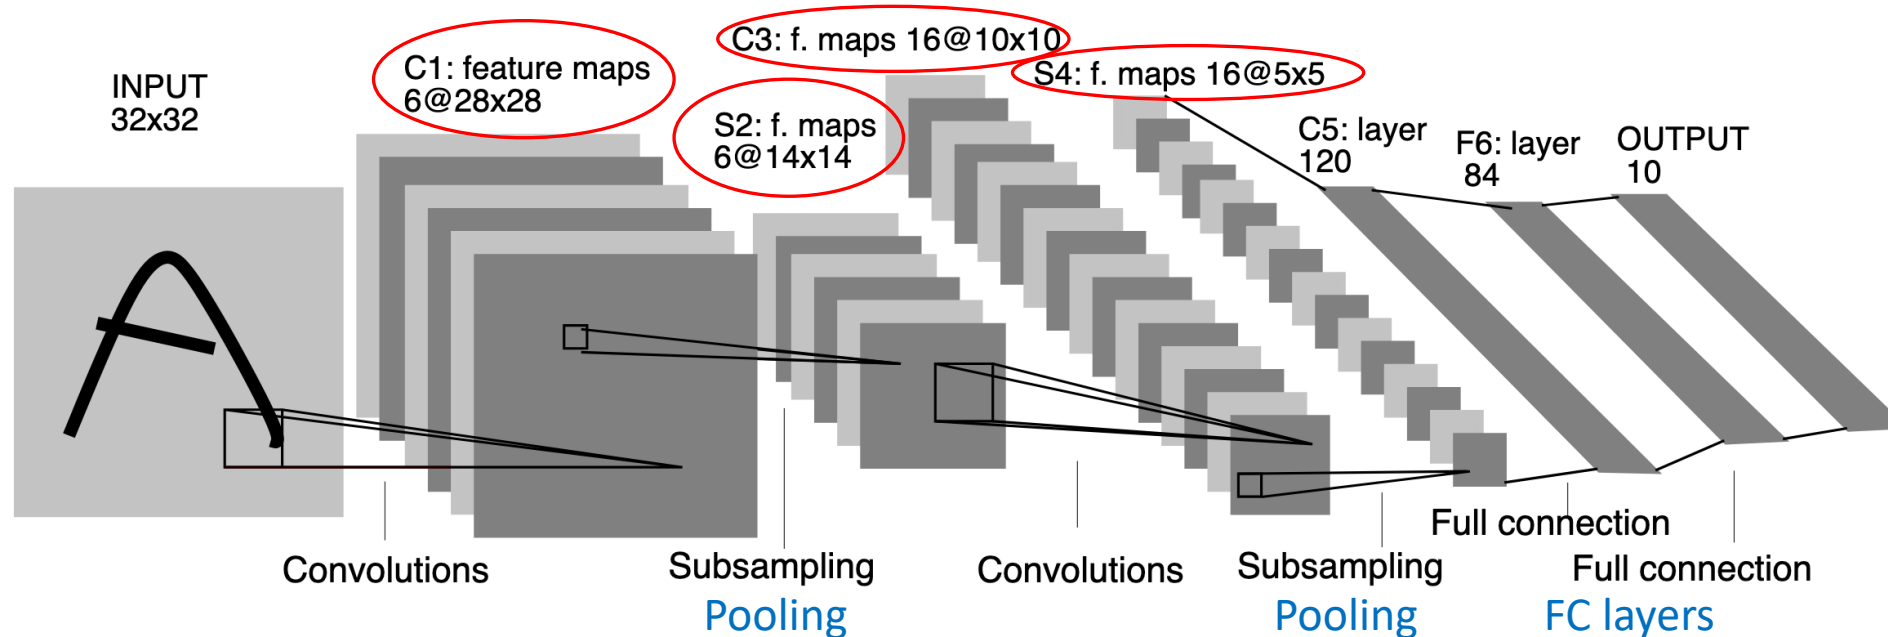 INPUT
32x32
C1: feature maps
6@28x28
S2: f. maps
6@14x14
C3: f. maps 16@10x10
S4: f. maps 16@5x5
C5: layer
120
F6: layer
84
OUTPUT
10
Convolutions
Subsampling
Pooling
Convolutions
Subsampling
Pooling
Full connection
Full connection
FC layers